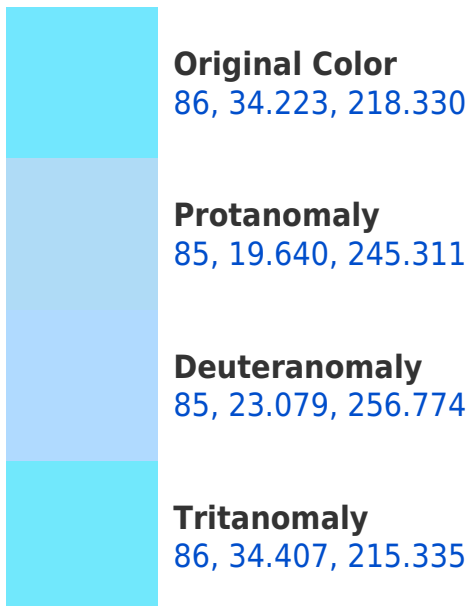 Original Color
86, 34.223, 218.330
Protanomaly
85, 19.640, 245.311
Deuteranomaly
85, 23.079, 256.774
Tritanomaly
86, 34.407, 215.335